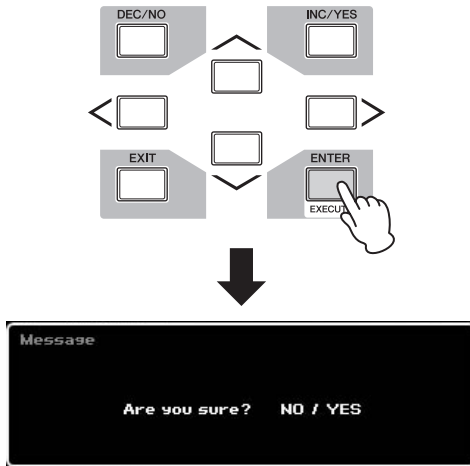 DEC/NO INC/YES
EXIT ENTER
Message
Are you sure? NO / YES